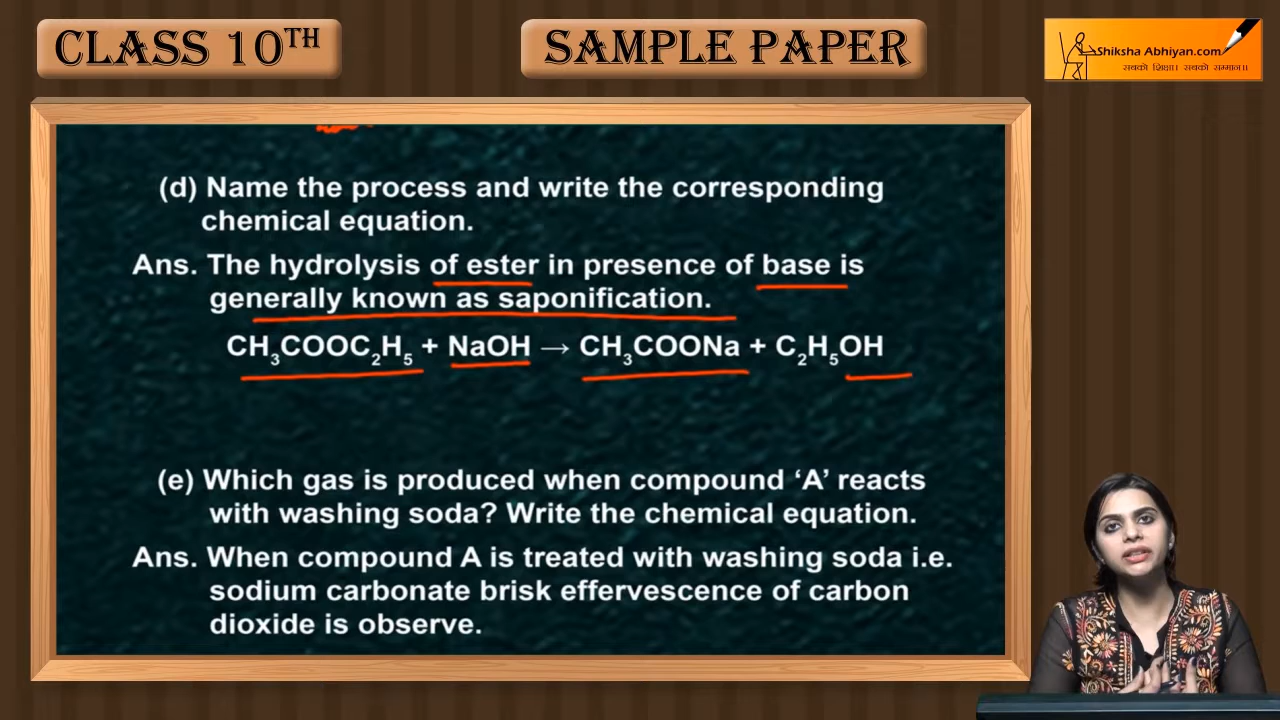 CLASS 10TH
SAMPLE PAPER
Shiksha Abhiyan.com
सबको शिक्षा। सबको सम्मान॥
(d) Name the process and write the corresponding
chemical equation.
Ans. The hydrolysis of ester in presence of base is
generally known as saponification.
CH₃COOC₂H₅ + NaOH → CH₃COONa + C₂H₅OH
(e) Which gas is produced when compound ‘A’ reacts
with washing soda? Write the chemical equation.
Ans. When compound A is treated with washing soda i.e.
sodium carbonate brisk effervescence of carbon
dioxide is observe.